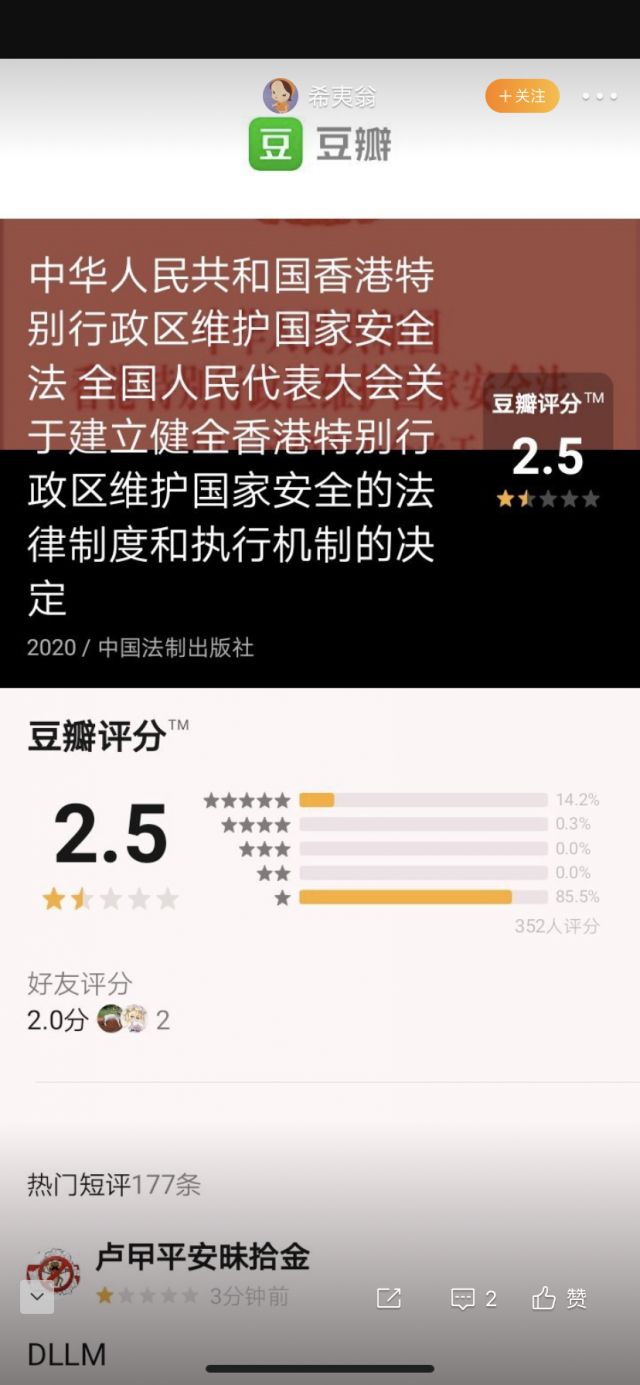 希夷翁
+关注
豆 豆瓣
中华人民共和国香港特
别行政区维护国家安全
法 全国人民代表大会关
于建立健全香港特别行
政区维护国家安全的法
律制度和执行机制的决
定
豆瓣评分™
2.5
2020 / 中国法制出版社
豆瓣评分™
2.5
14.2%
0.3%
0.0%
0.0%
85.5%
352人评分
好友评分
2.0分 2
热门短评177条
卢曱平安昧拾金
3分钟前
2
赞
DLLM